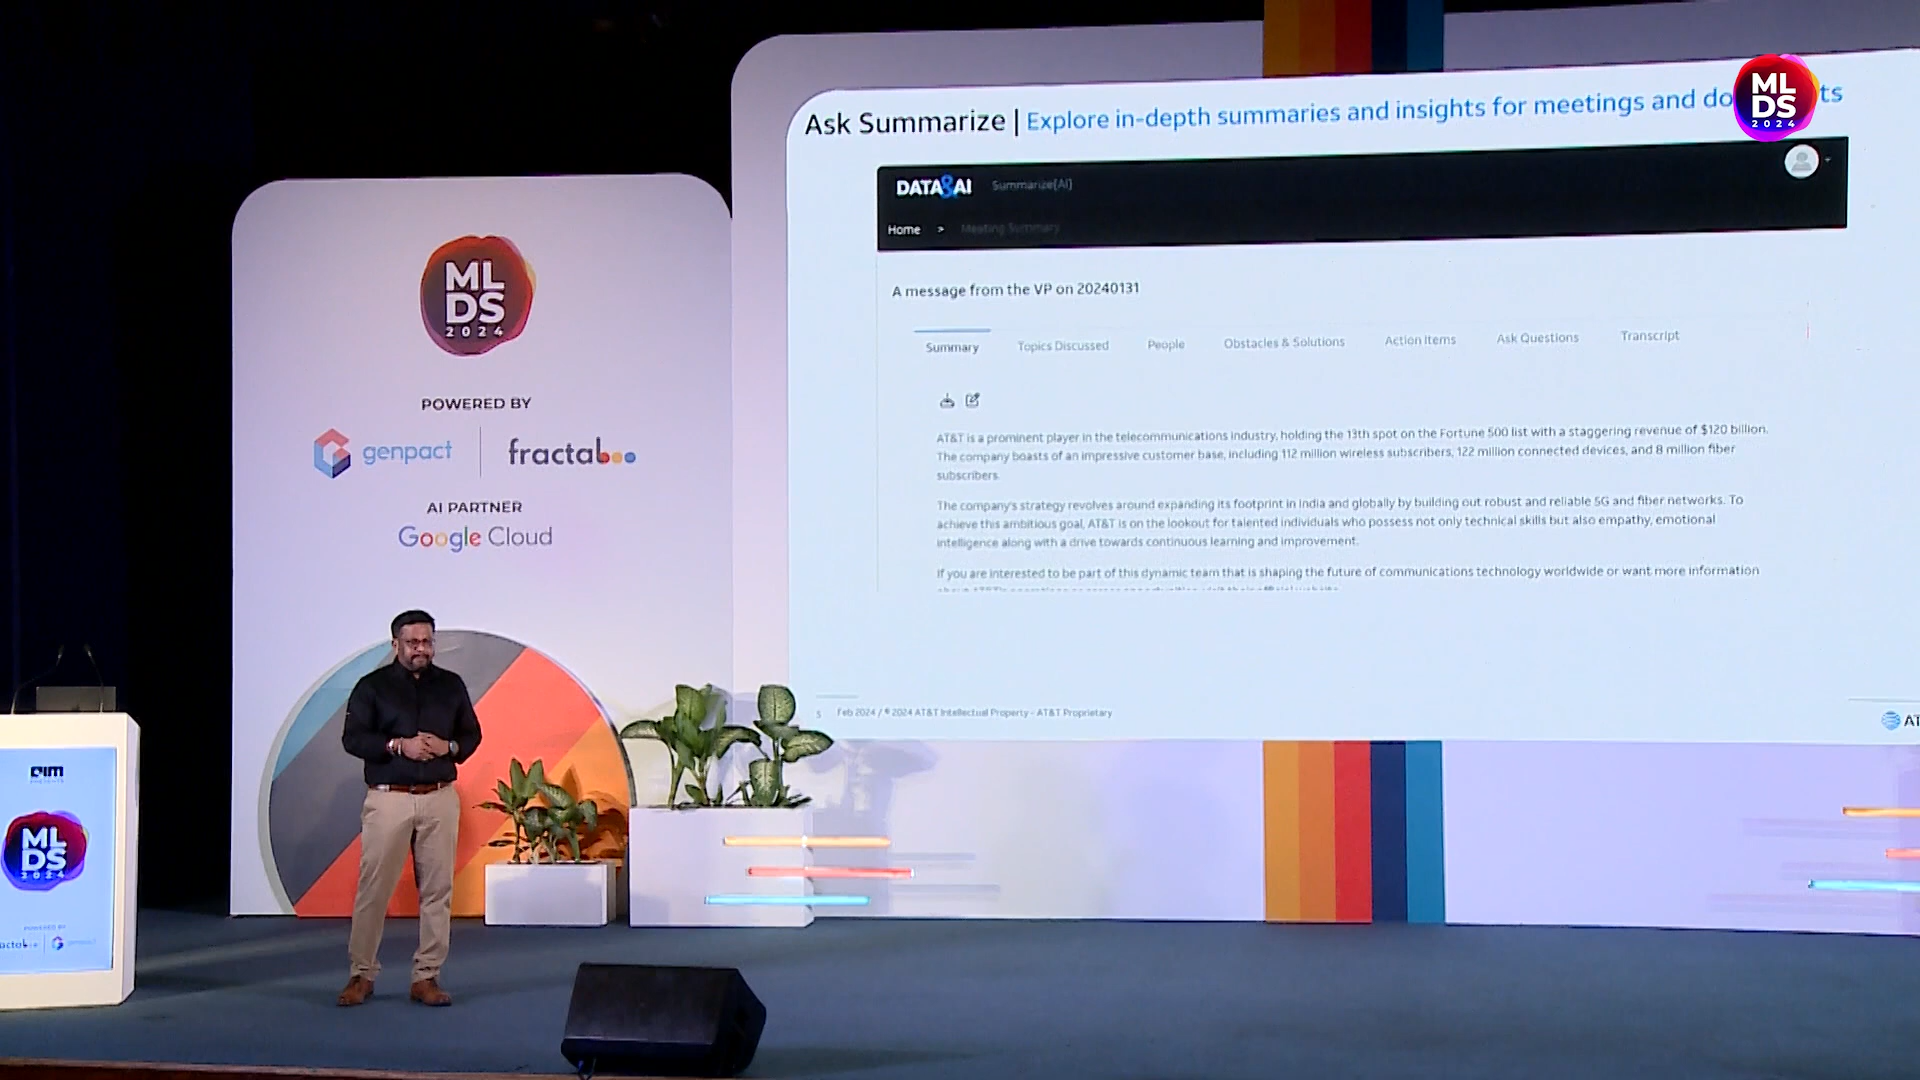 Ask Summarize | Explore in-depth summaries and insights for meetings and do ts
ML
DS
2024
DATA&AI Summarize[AI]
Home > Meeting Summary
A message from the VP on 20240131
Summary Topics Discussed People Obstacles & Solutions Action Items Ask Questions Transcript
AT&T is a prominent player in the telecommunications industry, holding the 13th spot on the Fortune 500 list with a staggering revenue of $120 billion.
The company boasts of an impressive customer base, including 112 million wireless subscribers, 122 million connected devices, and 8 million fiber
subscribers.
The company's strategy revolves around expanding its footprint in India and globally by building out robust and reliable 5G and fiber networks. To
achieve this ambitious goal, AT&T is on the lookout for talented individuals who possess not only technical skills but also empathy, emotional
intelligence along with a drive towards continuous learning and improvement.
If you are interested to be part of this dynamic team that is shaping the future of communications technology worldwide or want more information
5 Feb 2024 / © 2024 AT&T Intellectual Property - AT&T Proprietary
AT
ML
DS
2024
POWERED BY
genpact fractal
AI PARTNER
Google Cloud
AIM
PRESENTS
ML
DS
2024
POWERED BY
actal genpact